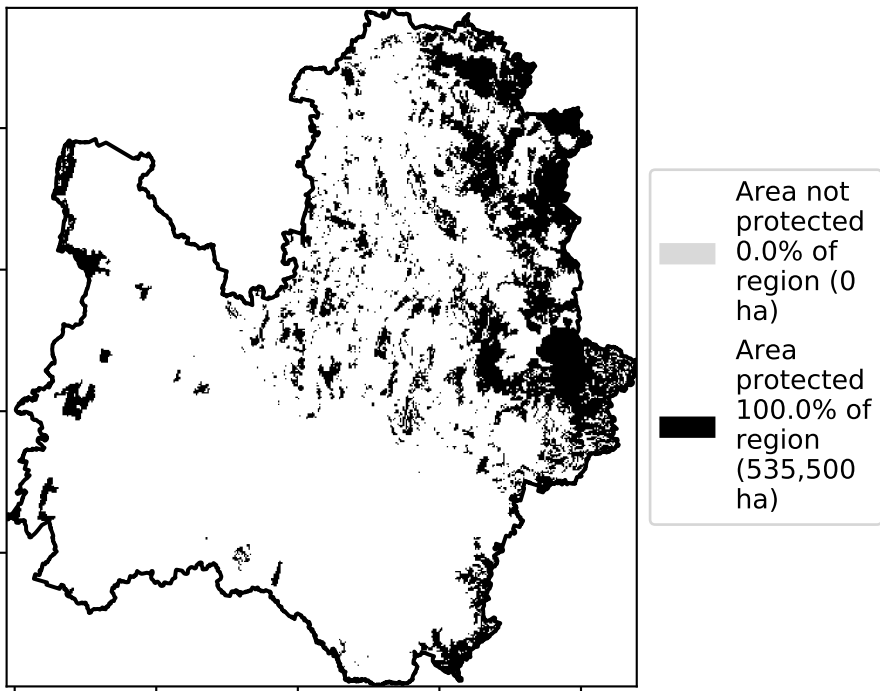 Area not
protected
0.0% of
region (0
ha)
Area
protected
100.0% of
region
(535,500
ha)